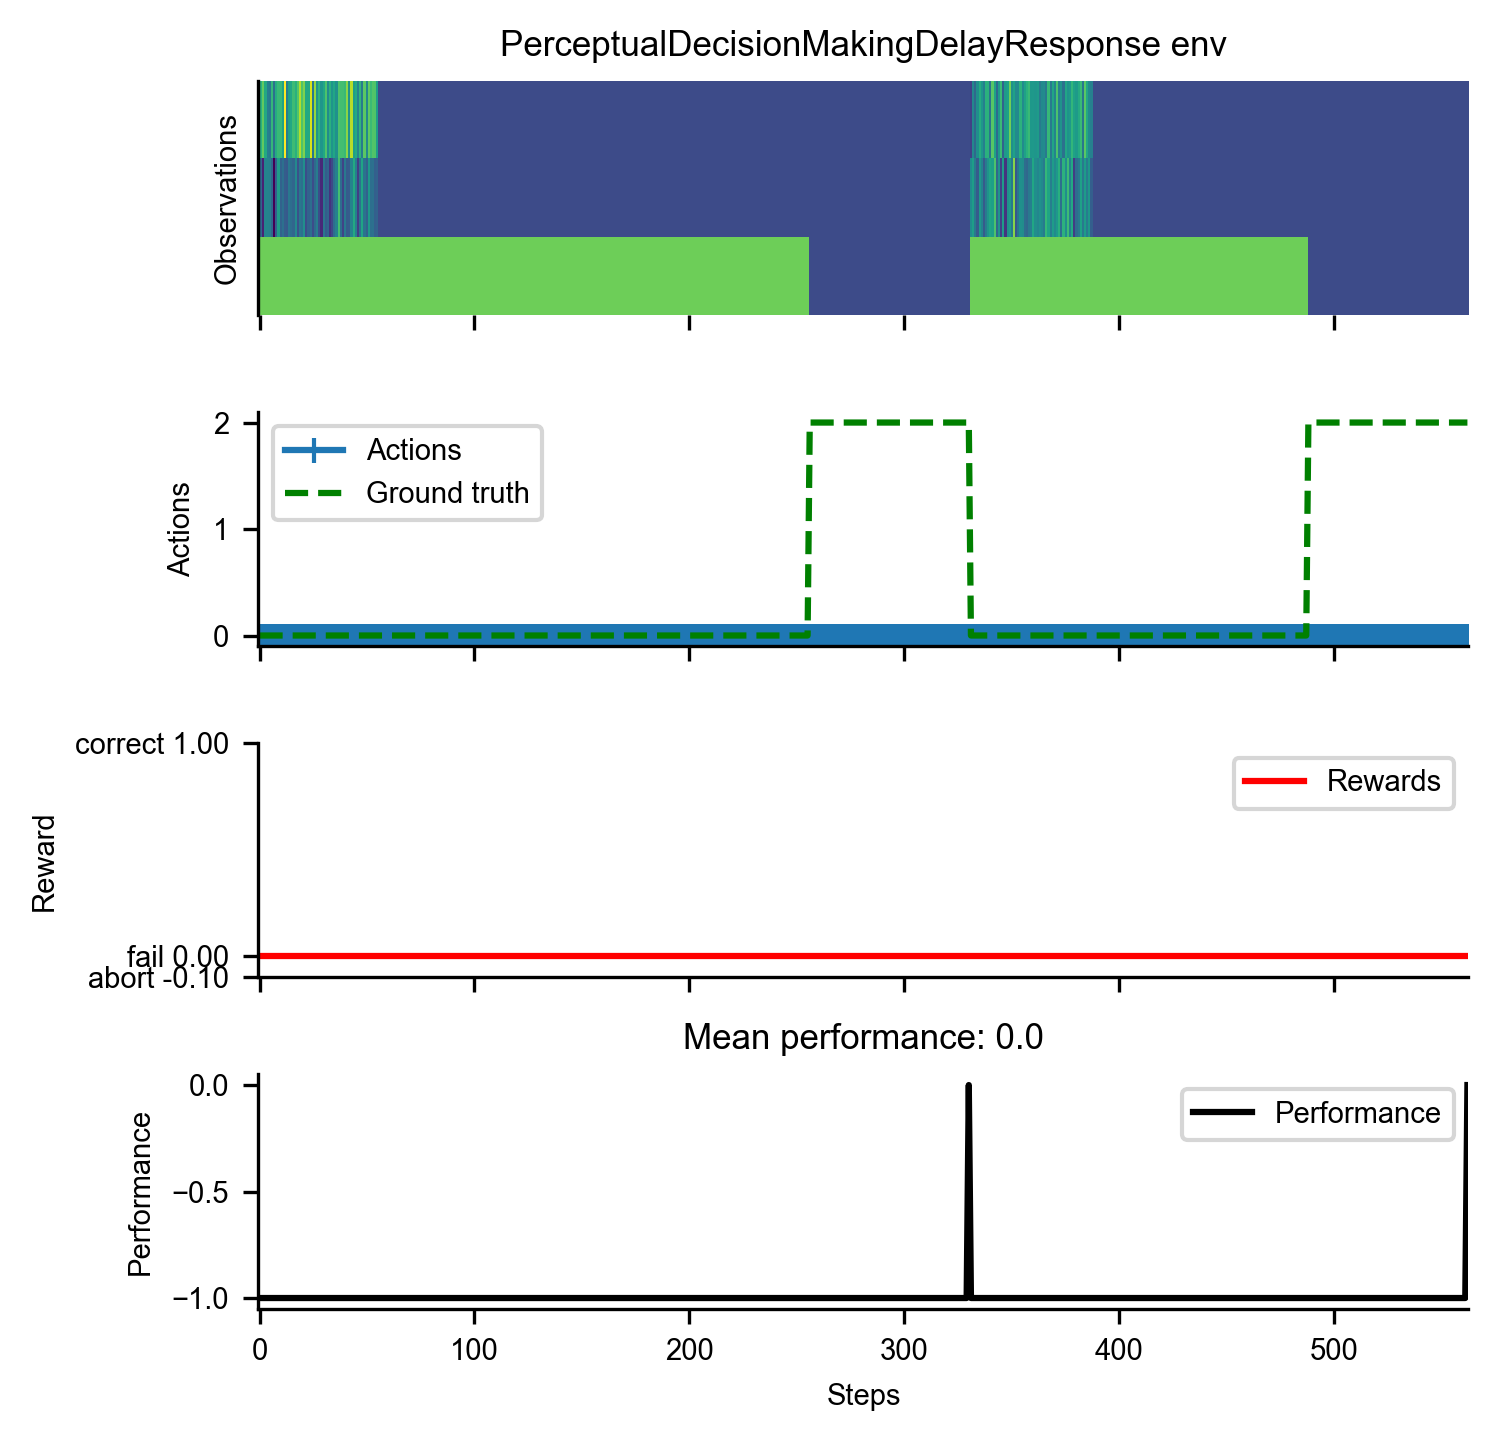 PerceptualDecisionMakingDelayResponse env
Observations
2
1
0
Actions
Actions
Ground truth
correct 1.00
fail 0.00
abort -0.10
Reward
Rewards
Mean performance: 0.0
0.0
−0.5
−1.0
Performance
Performance
0 100 200 300 400 500
Steps